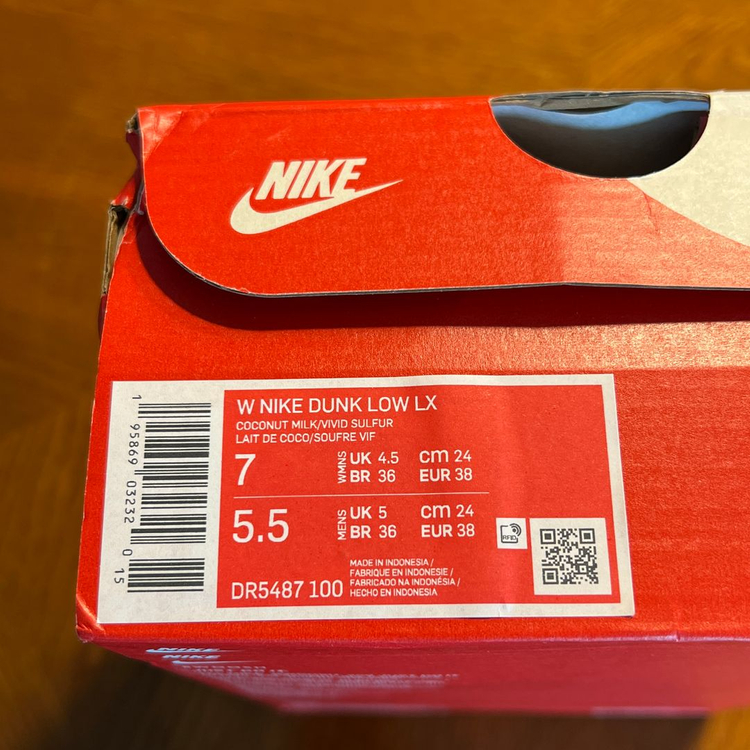 NIKE
W NIKE DUNK LOW LX
COCONUT MILK/VIVID SULFUR
LAIT DE COCO/SOUFRE VIF
7 WMNS UK 4.5 cm 24
BR 36 EUR 38
5.5 MENS UK 5 cm 24
BR 36 EUR 38
DR5487 100
MADE IN INDONESIA /
FABRIQUE EN INDONESIE /
FABRICADO NA INDONÉSIA /
HECHO EN INDONESIA
RFID
1 95869 03232 0 15
NIKE
NIKE